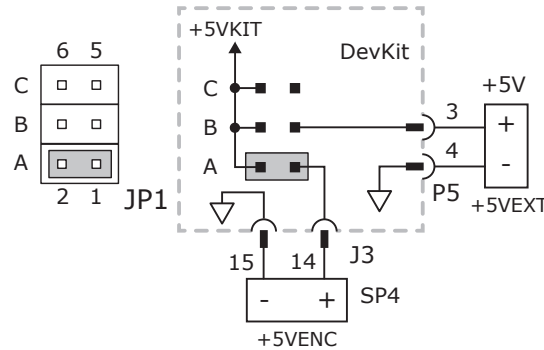 6 5
C
B
A
2 1
JP1
+5VKIT
DevKit
C
B
A
3
4
P5
+5V
+
-
+5VEXT
15 14 J3
- + SP4
+5VENC